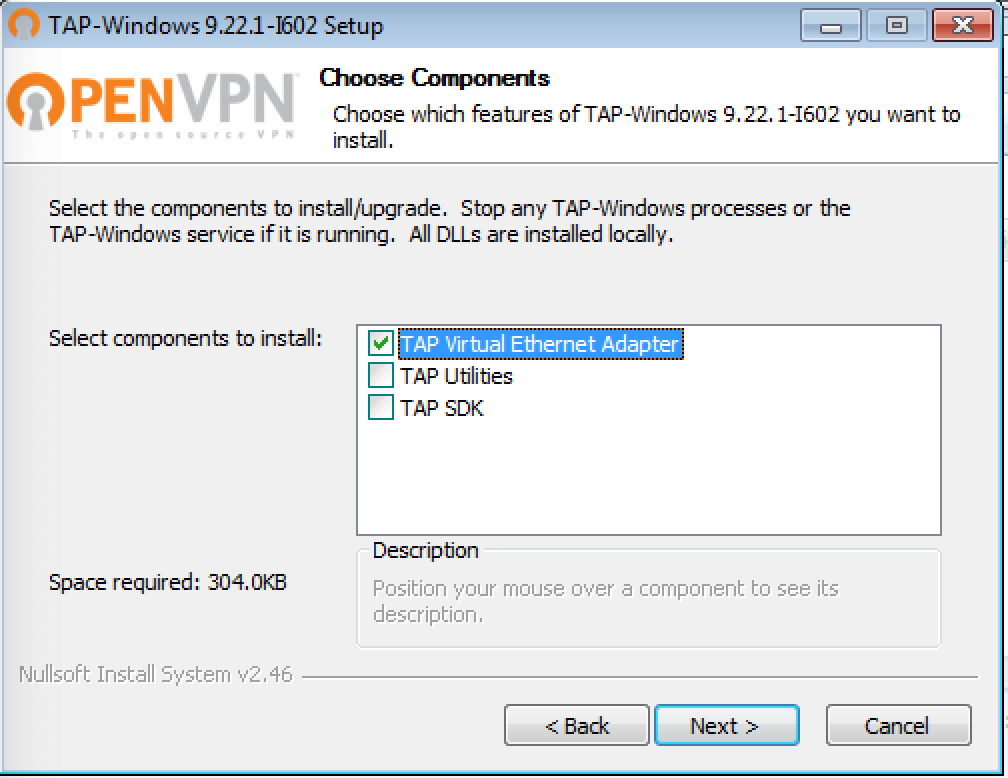 TAP-Windows 9.22.1-I602 Setup
OPENVPN
The open source VPN
Choose Components
Choose which features of TAP-Windows 9.22.1-I602 you want to
install.
Select the components to install/upgrade.  Stop any TAP-Windows processes or the
TAP-Windows service if it is running.  All DLLs are installed locally.
Select components to install:
TAP Virtual Ethernet Adapter
TAP Utilities
TAP SDK
Space required: 304.0KB
Description
Position your mouse over a component to see its
description.
Nullsoft Install System v2.46
< Back
Next >
Cancel